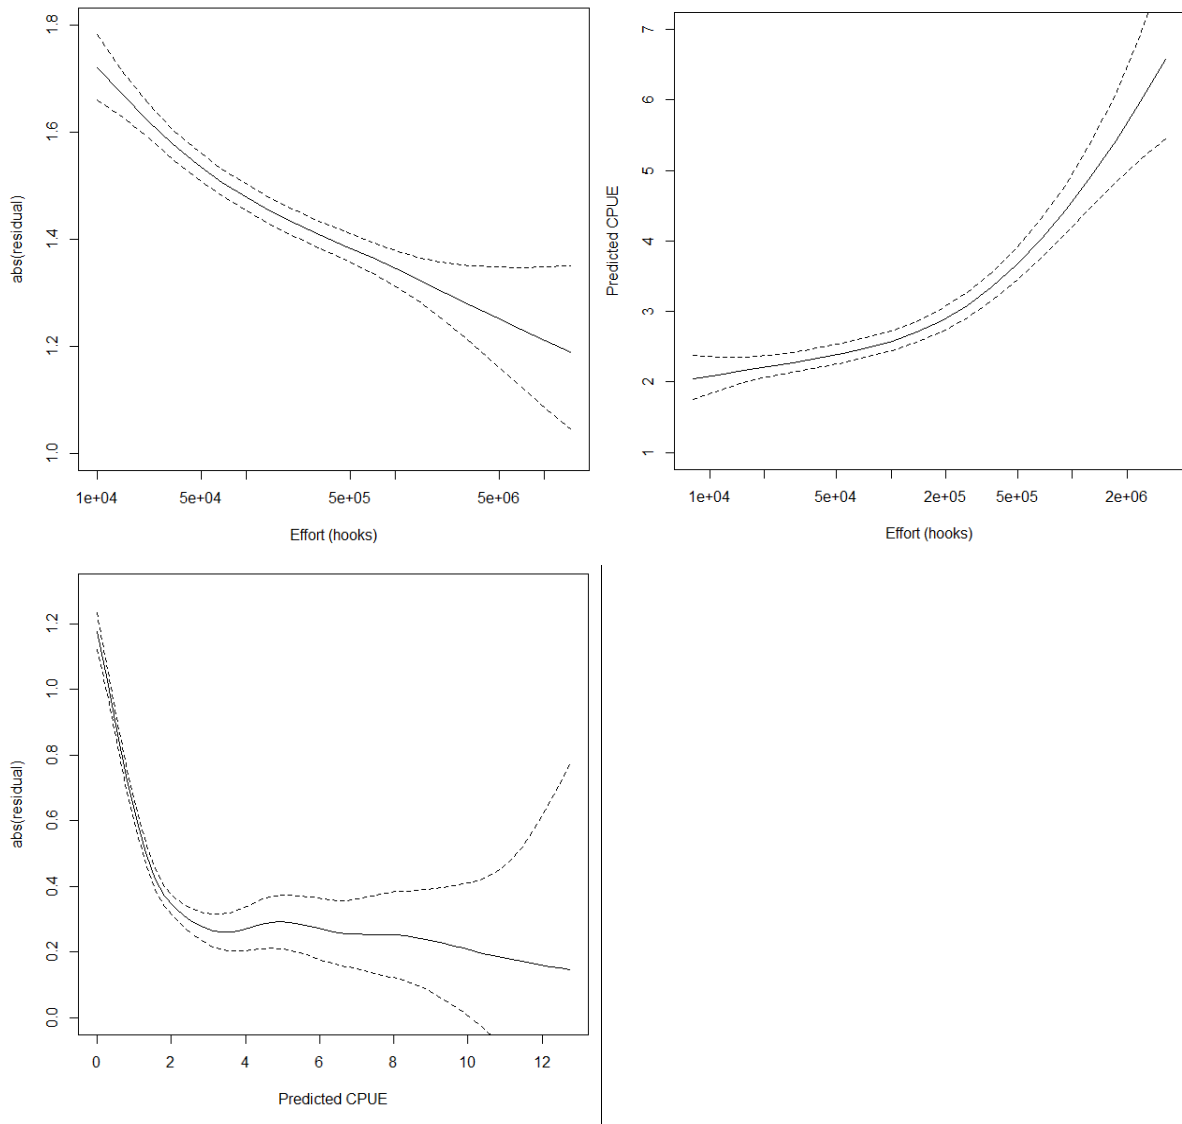 1.8
1.6
1.4
1.2
1.0
abs(residual)
1e+04 5e+04 5e+05 5e+06
Effort (hooks)
7
6
5
4
3
2
1
Predicted CPUE
1e+04 5e+04 2e+05 5e+05 2e+06
Effort (hooks)
1.2
1.0
0.8
0.6
0.4
0.2
0.0
abs(residual)
0 2 4 6 8 10 12
Predicted CPUE